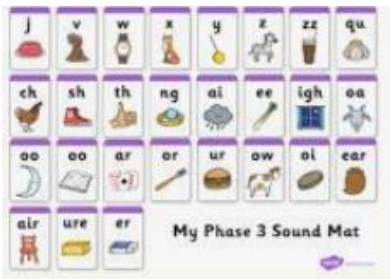 j v w x y z zz qu
ch sh th ng ai ee igh oa
oo oo ar or ur ow oi ear
air ure er
My Phase 3 Sound Mat